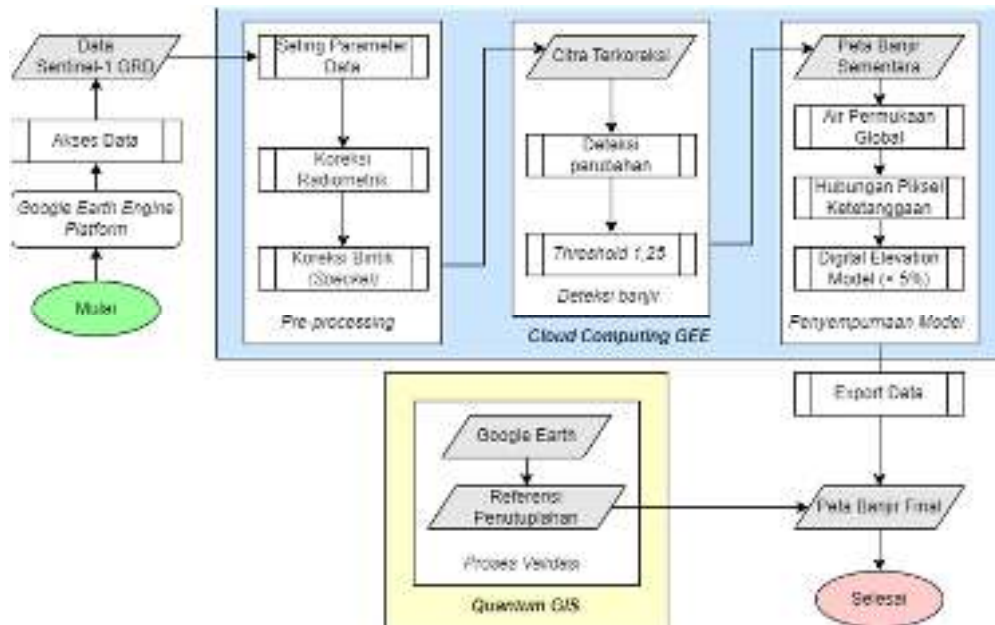 Mulai
Google Earth Engine
Platform
Akses Data
Data
Sentinel-1 GRD
Seting Parameter
Data
Koreksi
Radiometrik
Koreksi Bintik
(Speckel)
Pre-processing
Citra Terkoreksi
Deteksi
perubahan
Threshold 1,25
Deteksi banjir
Cloud Computing GEE
Peta Banjir
Sementara
Air Permukaan
Global
Hubungan Piksel
Ketetanggaan
Digital Elevation
Model (< 5%)
Penyempurnaan Model
Export Data
Google Earth
Referensi
Penutuplahan
Proses Validasi
Quantum GIS
Peta Banjir Final
Selesai